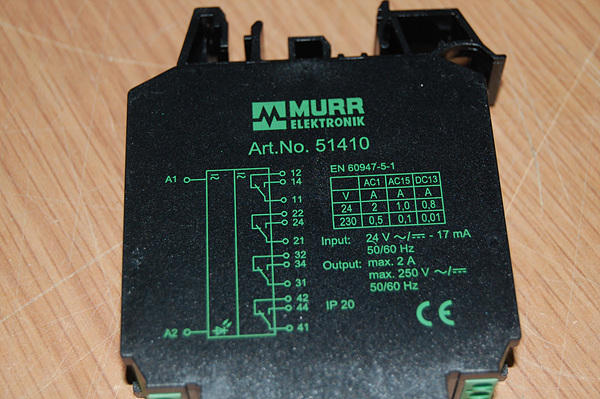 MURR
ELEKTRONIK
Art.No. 51410
A1
12
14
11
22
24
21
32
34
31
42
44
41
A2
EN 60947-5-1
AC1 AC15 DC13
V A A A
24 2 1,0 0,8
230 0,5 0,1 0,01
Input: 24 V ~/⎓ - 17 mA
50/60 Hz
Output: max. 2 A
max. 250 V ~/⎓
50/60 Hz
IP 20
CE